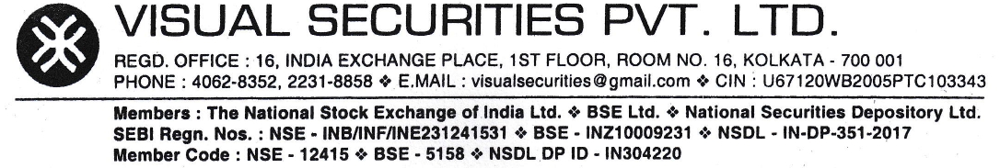 VISUAL SECURITIES PVT. LTD.
REGD. OFFICE : 16, INDIA EXCHANGE PLACE, 1ST FLOOR, ROOM NO. 16, KOLKATA - 700 001
PHONE : 4062-8352, 2231-8858 ❖ E.MAIL : visualsecurities@gmail.com ❖ CIN : U67120WB2005PTC103343
Members : The National Stock Exchange of India Ltd. ❖ BSE Ltd. ❖ National Securities Depository Ltd.
SEBI Regn. Nos. : NSE - INB/INF/INE231241531 ❖ BSE - INZ10009231 ❖ NSDL - IN-DP-351-2017
Member Code : NSE - 12415 ❖ BSE - 5158 ❖ NSDL DP ID - IN304220